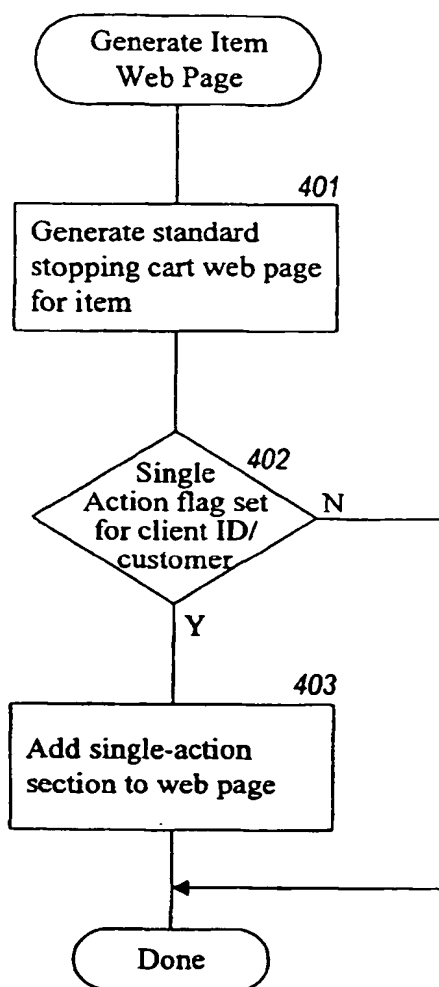 Generate Item
Web Page
401
Generate standard
stopping cart web page
for item
402
Single
Action flag set
for client ID/
customer
N
Y
403
Add single-action
section to web page
Done